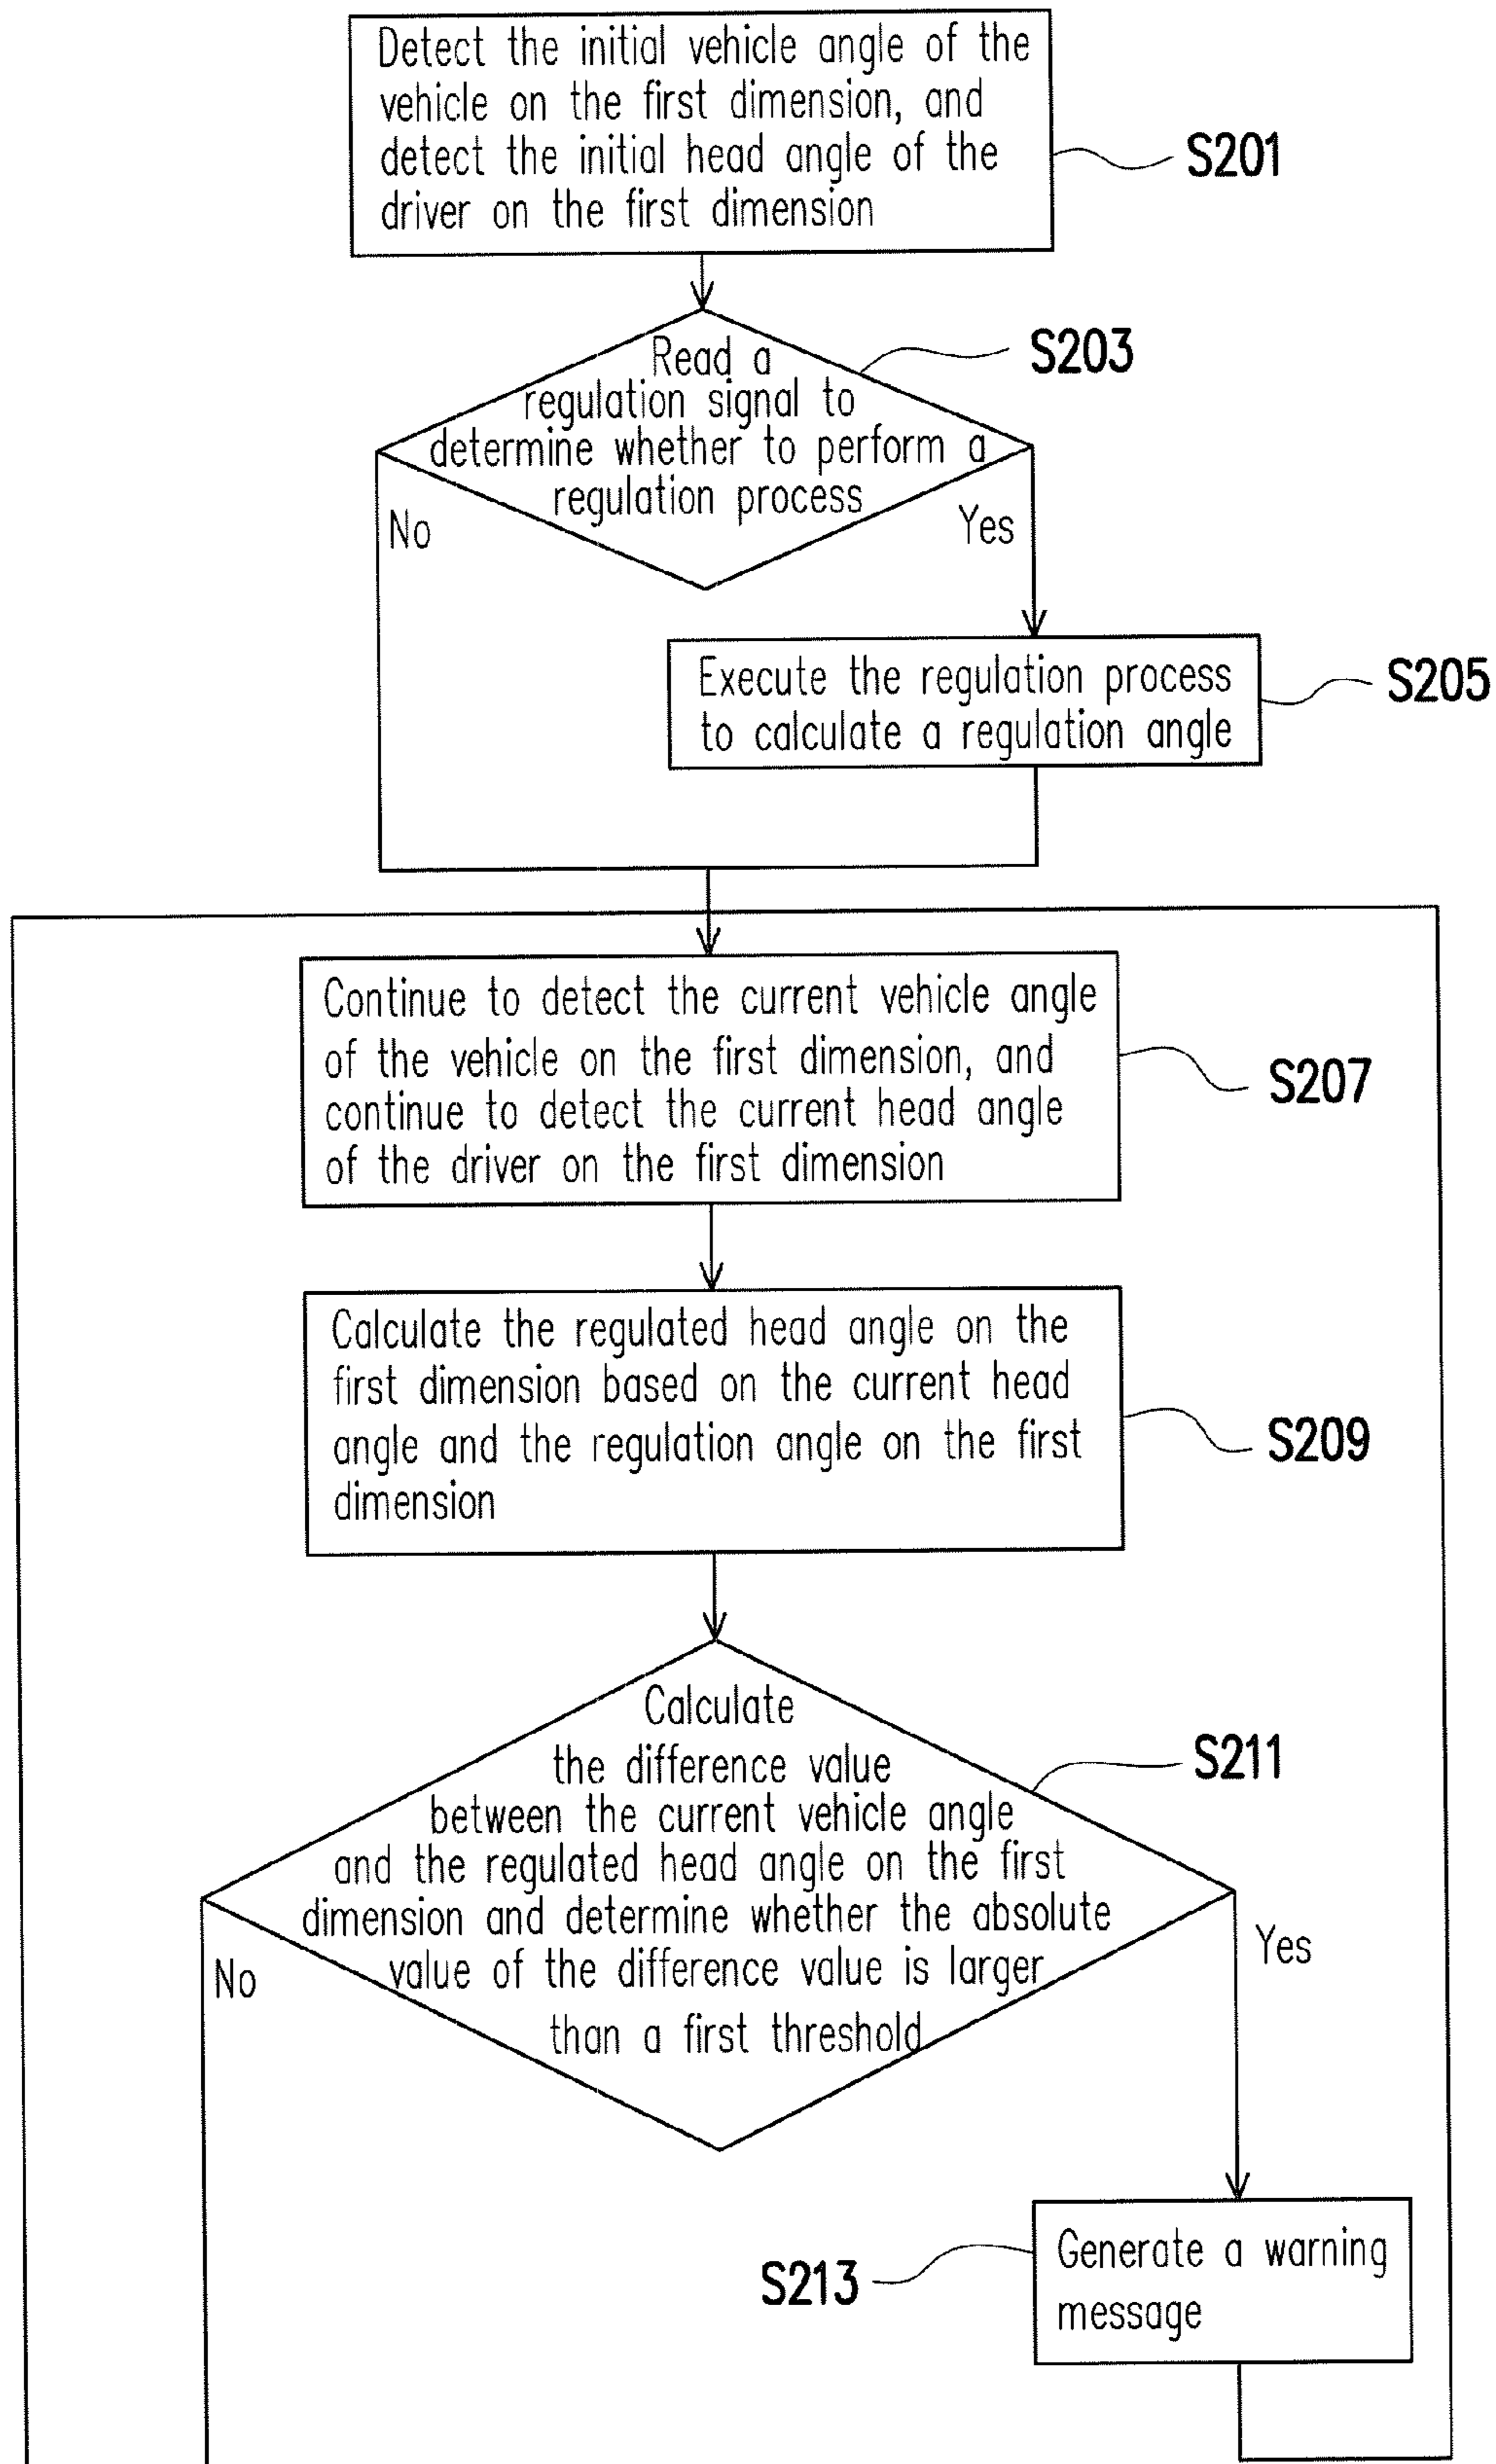 Detect the initial vehicle angle of the
vehicle on the first dimension, and
detect the initial head angle of the
driver on the first dimension
S201
Read a
regulation signal to
determine whether to perform a
regulation process
S203
No
Yes
Execute the regulation process
to calculate a regulation angle
S205
Continue to detect the current vehicle angle
of the vehicle on the first dimension, and
continue to detect the current head angle
of the driver on the first dimension
S207
Calculate the regulated head angle on the
first dimension based on the current head
angle and the regulation angle on the first
dimension
S209
Calculate
the difference value
between the current vehicle angle
and the regulated head angle on the first
dimension and determine whether the absolute
value of the difference value is larger
than a first threshold
S211
No
Yes
Generate a warning
message
S213